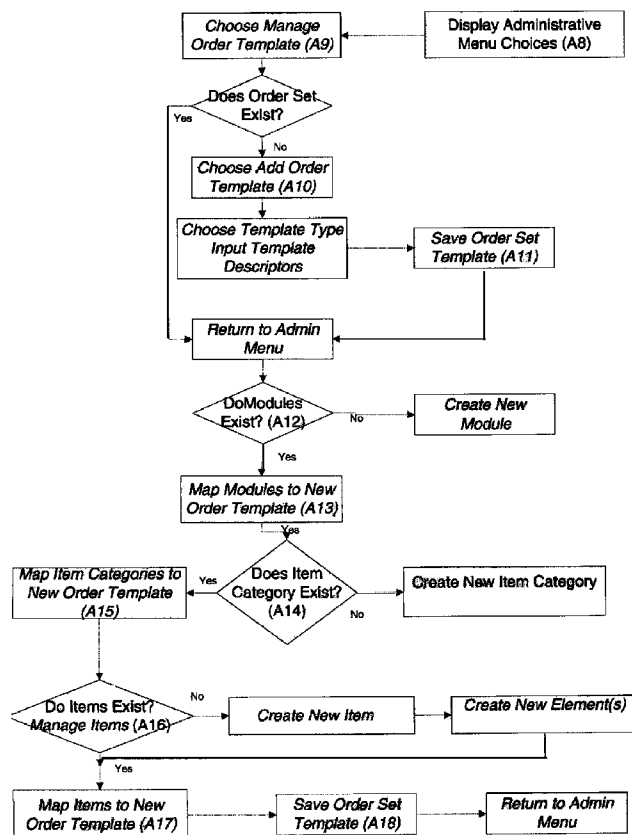 Choose Manage
Order Template (A9)
Display Administrative
Menu Choices (A8)
Does Order Set
Exist?
Yes
No
Choose Add Order
Template (A10)
Choose Template Type
Input Template
Descriptors
Save Order Set
Template (A11)
Return to Admin
Menu
DoModules
Exist? (A12)
No
Create New
Module
Yes
Map Modules to New
Order Template (A13)
Yes
Map Item Categories to
New Order Template
(A15)
Yes
Does Item
Category Exist?
(A14)
No
Create New Item Category
Do Items Exist?
Manage Items (A16)
No
Create New Item
Create New Element(s)
Yes
Map Items to New
Order Template (A17)
Save Order Set
Template (A18)
Return to Admin
Menu